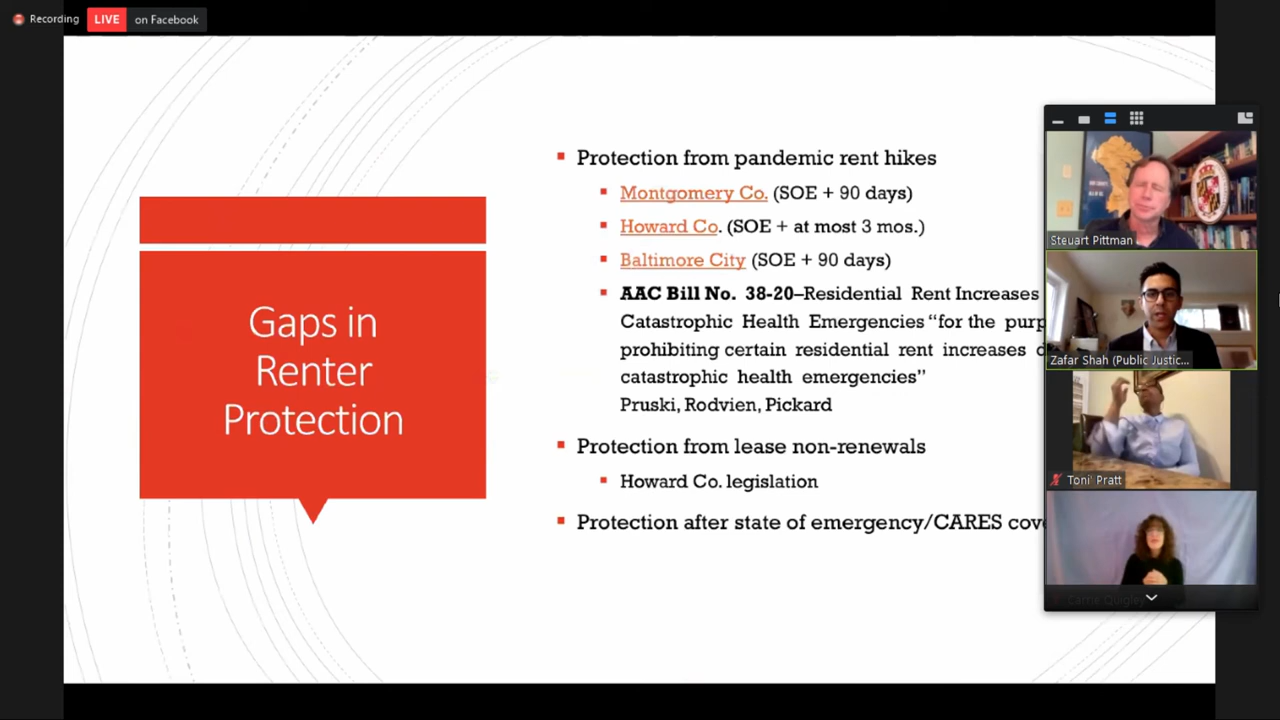 Recording
LIVE on Facebook
Gaps in
Renter
Protection
Protection from pandemic rent hikes
Montgomery Co. (SOE + 90 days)
Howard Co. (SOE + at most 3 mos.)
Baltimore City (SOE + 90 days)
AAC Bill No. 38-20–Residential Rent Increases
Catastrophic Health Emergencies “for the purp
prohibiting certain residential rent increases d
catastrophic health emergencies”
Pruski, Rodvien, Pickard
Protection from lease non-renewals
Howard Co. legislation
Protection after state of emergency/CARES cov
Steuart Pittman
Zafar Shah (Public Justic...
Toni' Pratt
Carrie Quigley